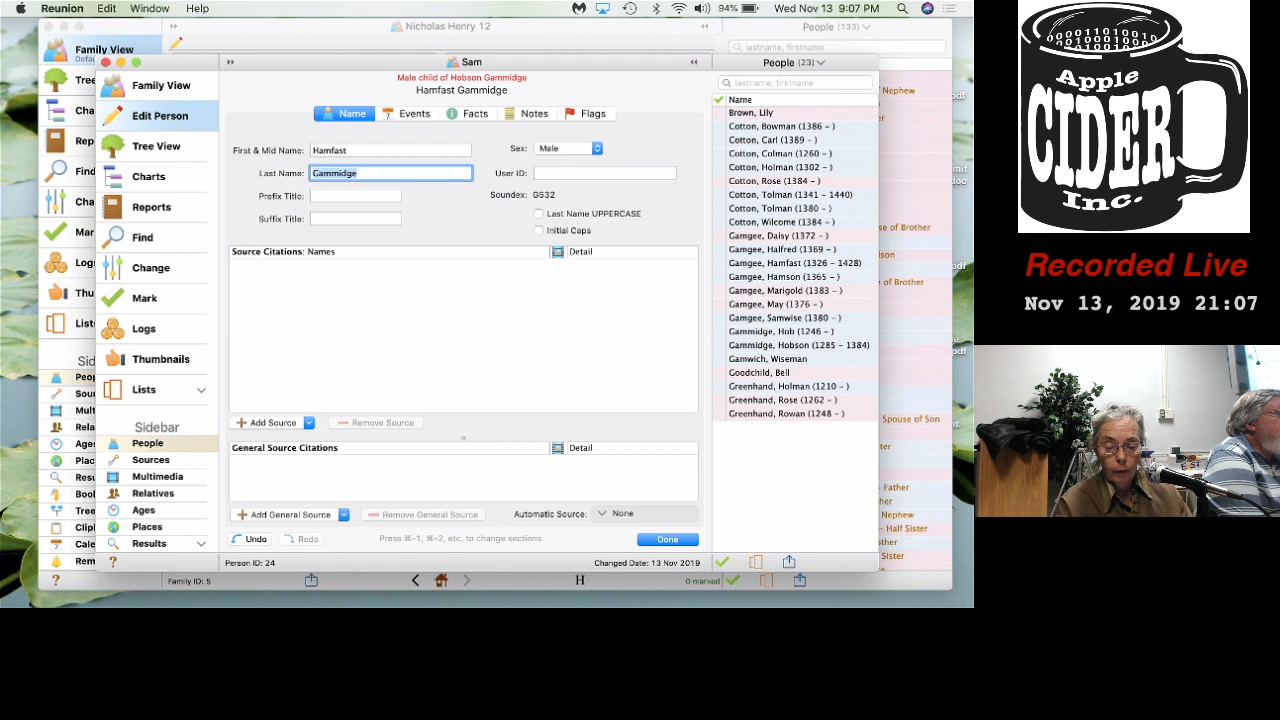 Reunion Edit Window Help
94% Wed Nov 13 9:07 PM
Nicholas Henry 12
People (133)
lastname, firstname
Family View
Sam
People (23)
Male child of Hobson Gammidge
Hamfast Gammidge
lastname, firstname
Family View
Edit Person
Tree View
Charts
Reports
Find
Change
Mark
Logs
Thumbnails
Lists
Sidebar
People
Sources
Multimedia
Relatives
Ages
Places
Results
Name Events Facts Notes Flags
First & Mid Name: Hamfast
Sex: Male
Last Name: Gammidge
User ID:
Prefix Title:
Soundex: G532
Suffix Title:
Last Name UPPERCASE
Initial Caps
Source Citations: Names Detail
Add Source Remove Source
General Source Citations Detail
Add General Source Remove General Source Automatic Source: None
Undo Redo Press ⌘-1, ⌘-2, etc. to change sections. Done
Person ID: 24 Changed Date: 13 Nov 2019
Name
Brown, Lily
Cotton, Bowman (1386 - )
Cotton, Carl (1389 - )
Cotton, Colman (1260 - )
Cotton, Holman (1302 - )
Cotton, Rose (1384 - )
Cotton, Tolman (1341 - 1440)
Cotton, Tolman (1380 - )
Cotton, Wilcome (1384 - )
Gamgee, Daisy (1372 - )
Gamgee, Halfred (1369 - )
Gamgee, Hamfast (1326 - 1428)
Gamgee, Hamson (1365 - )
Gamgee, Marigold (1383 - )
Gamgee, May (1376 - )
Gamgee, Samwise (1380 - )
Gammidge, Hob (1246 - )
Gammidge, Hobson (1285 - 1384)
Gamwich, Wiseman
Goodchild, Bell
Greenhand, Holman (1210 - )
Greenhand, Rose (1262 - )
Greenhand, Rowan (1248 - )
Family ID: 5
H
0 marked
of Nephew
se of Brother
se of Brother
Spouse of Son
- Father
Nephew
- Half Sister
Sister
Apple
CIDER
Inc.
Recorded Live
Nov 13, 2019 21:07